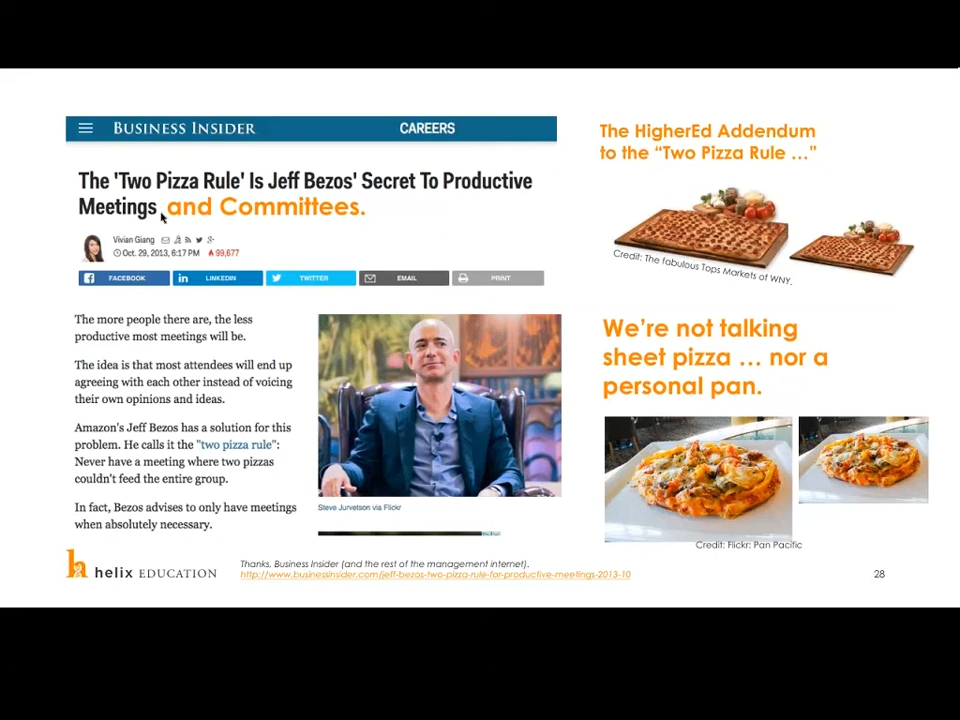 BUSINESS INSIDER
CAREERS
The 'Two Pizza Rule' Is Jeff Bezos' Secret To Productive
Meetings and Committees.
Vivian Giang
Oct. 29, 2013, 6:17 PM 99,677
FACEBOOK
LINKEDIN
TWITTER
EMAIL
PRINT
The more people there are, the less
productive most meetings will be.
The idea is that most attendees will end up
agreeing with each other instead of voicing
their own opinions and ideas.
Amazon's Jeff Bezos has a solution for this
problem. He calls it the "two pizza rule":
Never have a meeting where two pizzas
couldn't feed the entire group.
In fact, Bezos advises to only have meetings
when absolutely necessary.
Steve Jurvetson via Flickr
The HigherEd Addendum
to the “Two Pizza Rule …”
Credit: The fabulous Tops Markets of WNY.
We’re not talking
sheet pizza … nor a
personal pan.
Credit: Flickr: Pan Pacific
helix EDUCATION
Thanks, Business Insider (and the rest of the management internet).
http://www.businessinsider.com/jeff-bezos-two-pizza-rule-for-productive-meetings-2013-10
28